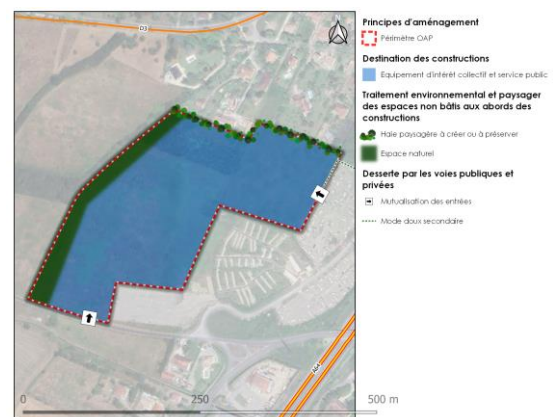 D3
A64
0 250 500 m
Principes d'aménagement
Périmètre OAP
Destination des constructions
Equipement d'intérêt collectif et service public
Traitement environnemental et paysager
des espaces non bâtis aux abords des
constructions
Haie paysagère à créer ou à préserver
Espace naturel
Desserte par les voies publiques et
privées
Mutualisation des entrées
Mode doux secondaire